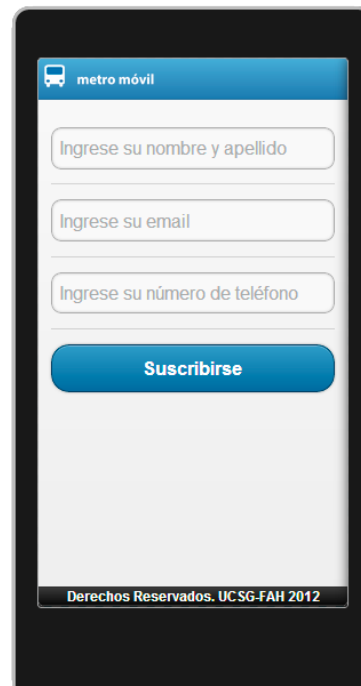 metro móvil
Ingrese su nombre y apellido
Ingrese su email
Ingrese su número de teléfono
Suscribirse
Derechos Reservados. UCSG-FAH 2012